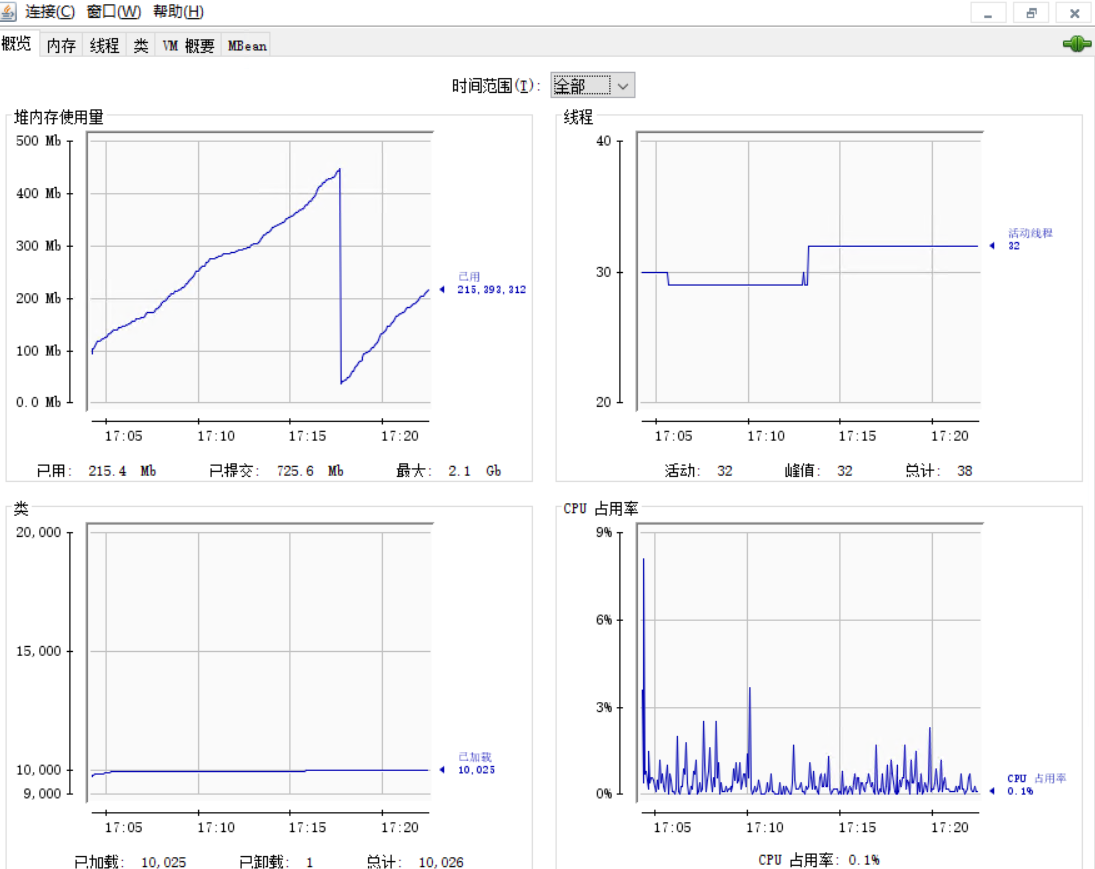 连接(C) 窗口(W) 帮助(H)
概览 内存 线程 类 VM 概要 MBean
时间范围(I): 全部
堆内存使用量
500 Mb
400 Mb
300 Mb
200 Mb
100 Mb
0.0 Mb
已用
215,393,312
17:05 17:10 17:15 17:20
已用: 215.4 Mb 已提交: 725.6 Mb 最大: 2.1 Gb
线程
40
30
20
活动线程
32
17:05 17:10 17:15 17:20
活动: 32 峰值: 32 总计: 38
类
20,000
15,000
10,000
9,000
已加载
10,025
17:05 17:10 17:15 17:20
已加载: 10,025 已卸载: 1 总计: 10,026
CPU 占用率
9%
6%
3%
0%
CPU 占用率
0.1%
17:05 17:10 17:15 17:20
CPU 占用率: 0.1%